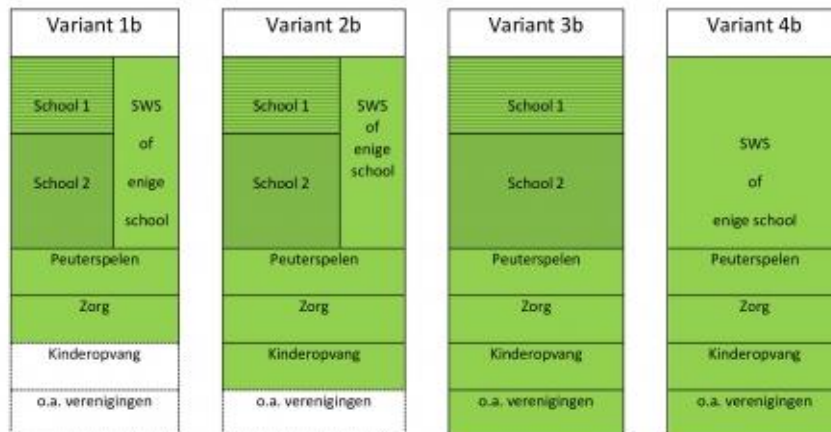 Variant 1b
School 1
School 2
SWS
of
enige
school
Peuterspelen
Zorg
Kinderopvang
o.a. verenigingen
Variant 2b
School 1
School 2
SWS
of
enige
school
Peuterspelen
Zorg
Kinderopvang
o.a. verenigingen
Variant 3b
School 1
School 2
Peuterspelen
Zorg
Kinderopvang
o.a. verenigingen
Variant 4b
SWS
of
enige school
Peuterspelen
Zorg
Kinderopvang
o.a. verenigingen